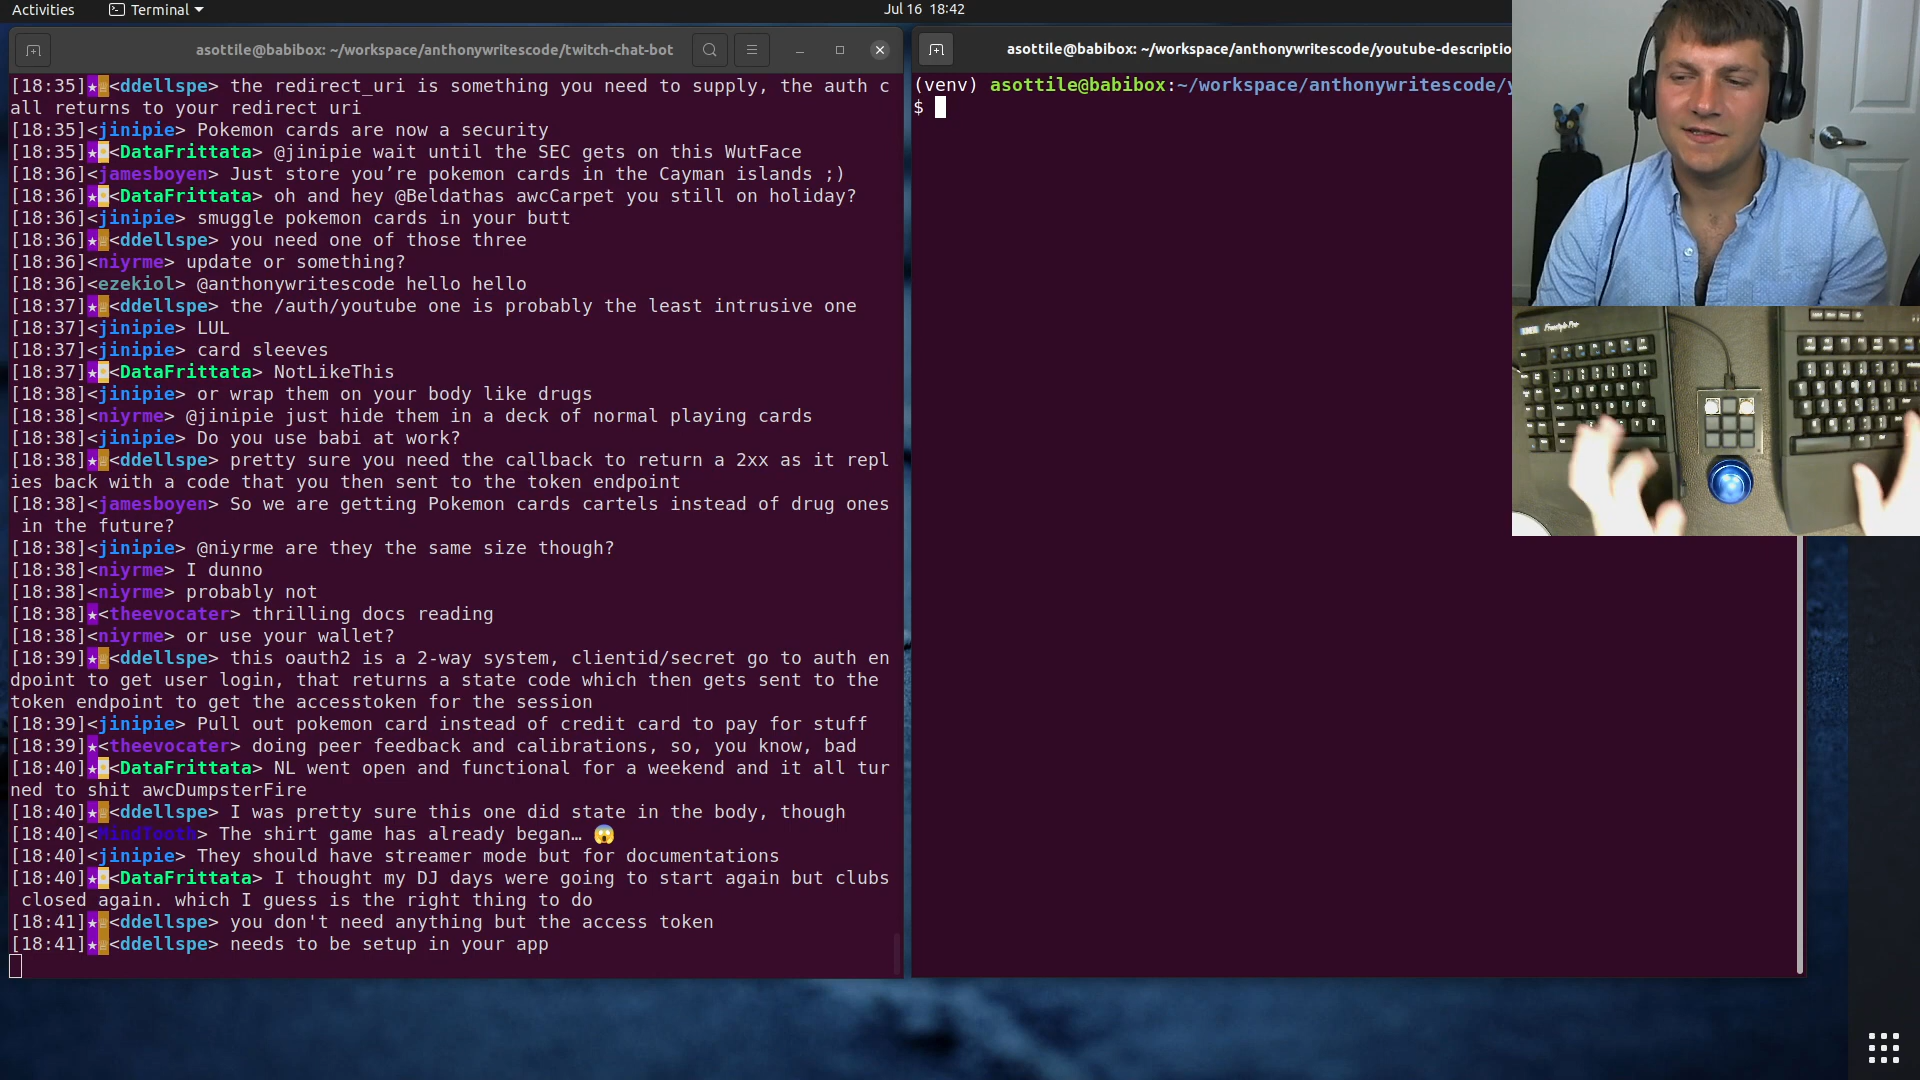 Activities
Terminal
Jul 16 18:42
asottile@babibox: ~/workspace/anthonywritescode/twitch-chat-bot
[18:35]★<ddellspe> the redirect_uri is something you need to supply, the auth c
all returns to your redirect uri
[18:35]<jinipie> Pokemon cards are now a security
[18:35]★<DataFrittata> @jinipie wait until the SEC gets on this WutFace
[18:36]<jamesboyen> Just store you’re pokemon cards in the Cayman islands ;)
[18:36]★<DataFrittata> oh and hey @Beldathas awcCarpet you still on holiday?
[18:36]<jinipie> smuggle pokemon cards in your butt
[18:36]★<ddellspe> you need one of those three
[18:36]<niyrme> update or something?
[18:36]<ezekiol> @anthonywritescode hello hello
[18:37]★<ddellspe> the /auth/youtube one is probably the least intrusive one
[18:37]<jinipie> LUL
[18:37]<jinipie> card sleeves
[18:37]★<DataFrittata> NotLikeThis
[18:38]<jinipie> or wrap them on your body like drugs
[18:38]<niyrme> @jinipie just hide them in a deck of normal playing cards
[18:38]<jinipie> Do you use babi at work?
[18:38]★<ddellspe> pretty sure you need the callback to return a 2xx as it repl
ies back with a code that you then sent to the token endpoint
[18:38]<jamesboyen> So we are getting Pokemon cards cartels instead of drug ones
in the future?
[18:38]<jinipie> @niyrme are they the same size though?
[18:38]<niyrme> I dunno
[18:38]<niyrme> probably not
[18:38]★<theevocater> thrilling docs reading
[18:38]<niyrme> or use your wallet?
[18:39]★<ddellspe> this oauth2 is a 2-way system, clientid/secret go to auth en
dpoint to get user login, that returns a state code which then gets sent to the
token endpoint to get the accesstoken for the session
[18:39]<jinipie> Pull out pokemon card instead of credit card to pay for stuff
[18:39]★<theevocater> doing peer feedback and calibrations, so, you know, bad
[18:40]★<DataFrittata> NL went open and functional for a weekend and it all tur
ned to shit awcDumpsterFire
[18:40]★<ddellspe> I was pretty sure this one did state in the body, though
[18:40]<MindTooth> The shirt game has already began… 😱
[18:40]<jinipie> They should have streamer mode but for documentations
[18:40]★<DataFrittata> I thought my DJ days were going to start again but clubs
closed again. which I guess is the right thing to do
[18:41]★<ddellspe> you don't need anything but the access token
[18:41]★<ddellspe> needs to be setup in your app
asottile@babibox: ~/workspace/anthonywritescode/youtube-descriptio
(venv) asottile@babibox:~/workspace/anthonywritescode/y
$
Freestyle Pro